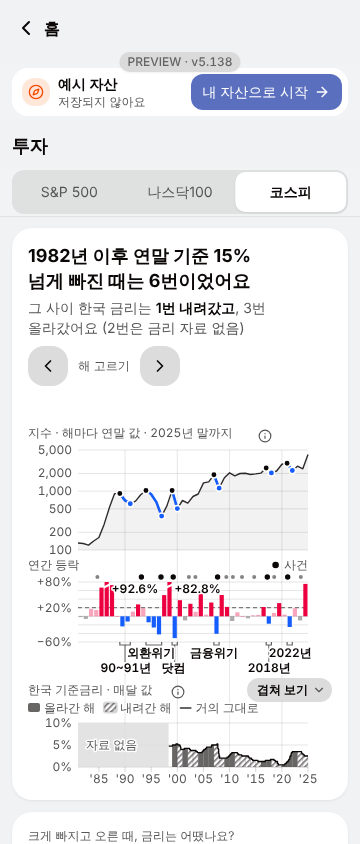 홈
PREVIEW · v5.138
예시 자산
저장되지 않아요
내 자산으로 시작 →
투자
S&P 500
나스닥100
코스피
1982년 이후 연말 기준 15%
넘게 빠진 때는 6번이었어요
그 사이 한국 금리는 1번 내려갔고, 3번
올라갔어요 (2번은 금리 자료 없음)
해 고르기
지수 · 해마다 연말 값 · 2025년 말까지
5,000
2,000
1,000
500
200
100
연간 등락
사건
+80%
+20%
−60%
+92.6%
+82.8%
외환위기
금융위기
2022년
90~91년
닷컴
2018년
한국 기준금리 · 매달 값
겹쳐 보기
올라간 해
내려간 해
거의 그대로
10%
5%
0%
자료 없음
'85 '90 '95 '00 '05 '10 '15 '20 '25
크게 빠지고 오른 때, 금리는 어땠나요?